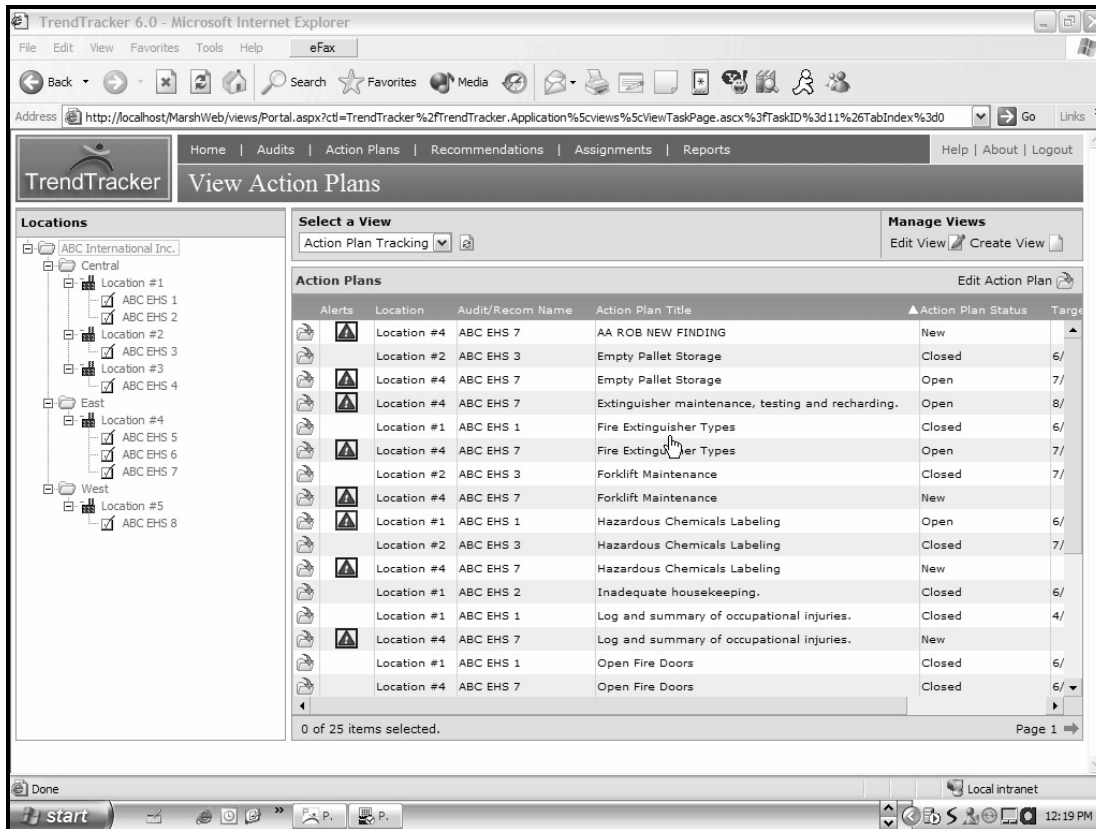 TrendTracker 6.0 - Microsoft Internet Explorer
File Edit View Favorites Tools Help eFax
Back Search Favorites Media
Address http://localhost/MarshWeb/views/Portal.aspx?ctl=TrendTracker%2fTrendTracker.Application%5cviews%5cViewTaskPage.ascx%3fTaskID%3d11%26TabIndex%3d0 Go Links
TrendTracker
Home | Audits | Action Plans | Recommendations | Assignments | Reports Help | About | Logout
View Action Plans
Locations
ABC International Inc.
Central
Location #1
ABC EHS 1
ABC EHS 2
Location #2
ABC EHS 3
Location #3
ABC EHS 4
East
Location #4
ABC EHS 5
ABC EHS 6
ABC EHS 7
West
Location #5
ABC EHS 8
Select a View
Action Plan Tracking
Manage Views
Edit View Create View
Action Plans Edit Action Plan
Alerts Location Audit/Recom Name Action Plan Title Action Plan Status Targe
Location #4 ABC EHS 7 AA ROB NEW FINDING New
Location #2 ABC EHS 3 Empty Pallet Storage Closed 6/
Location #4 ABC EHS 7 Empty Pallet Storage Open 7/
Location #4 ABC EHS 7 Extinguisher maintenance, testing and recharding. Open 8/
Location #1 ABC EHS 1 Fire Extinguisher Types Closed 6/
Location #4 ABC EHS 7 Fire Extinguisher Types Open 7/
Location #2 ABC EHS 3 Forklift Maintenance Closed 7/
Location #4 ABC EHS 7 Forklift Maintenance New
Location #1 ABC EHS 1 Hazardous Chemicals Labeling Open 6/
Location #2 ABC EHS 3 Hazardous Chemicals Labeling Closed 7/
Location #4 ABC EHS 7 Hazardous Chemicals Labeling New
Location #1 ABC EHS 2 Inadequate housekeeping. Closed 6/
Location #1 ABC EHS 1 Log and summary of occupational injuries. Closed 4/
Location #4 ABC EHS 7 Log and summary of occupational injuries. New
Location #1 ABC EHS 1 Open Fire Doors Closed 6/
Location #4 ABC EHS 7 Open Fire Doors Closed 6/
0 of 25 items selected. Page 1
Done Local intranet
start P. P. 12:19 PM